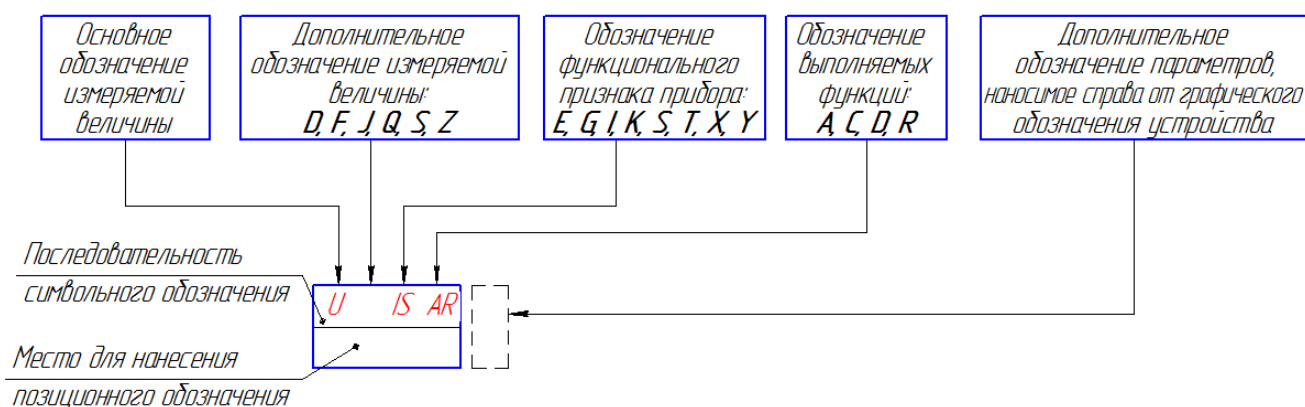 Основное
обозначение
измеряемой
величины
Дополнительное
обозначение измеряемой
величины:
D, F, J, Q, S, Z
Обозначение
функционального
признака прибора:
E, G, I, K, S, T, X, Y
Обозначение
выполняемых
функций:
A, C, D, R
Дополнительное
обозначение параметров,
наносимое справа от графического
обозначения устройства
Последовательность
символьного обозначения
U IS AR
Место для нанесения
позиционного обозначения